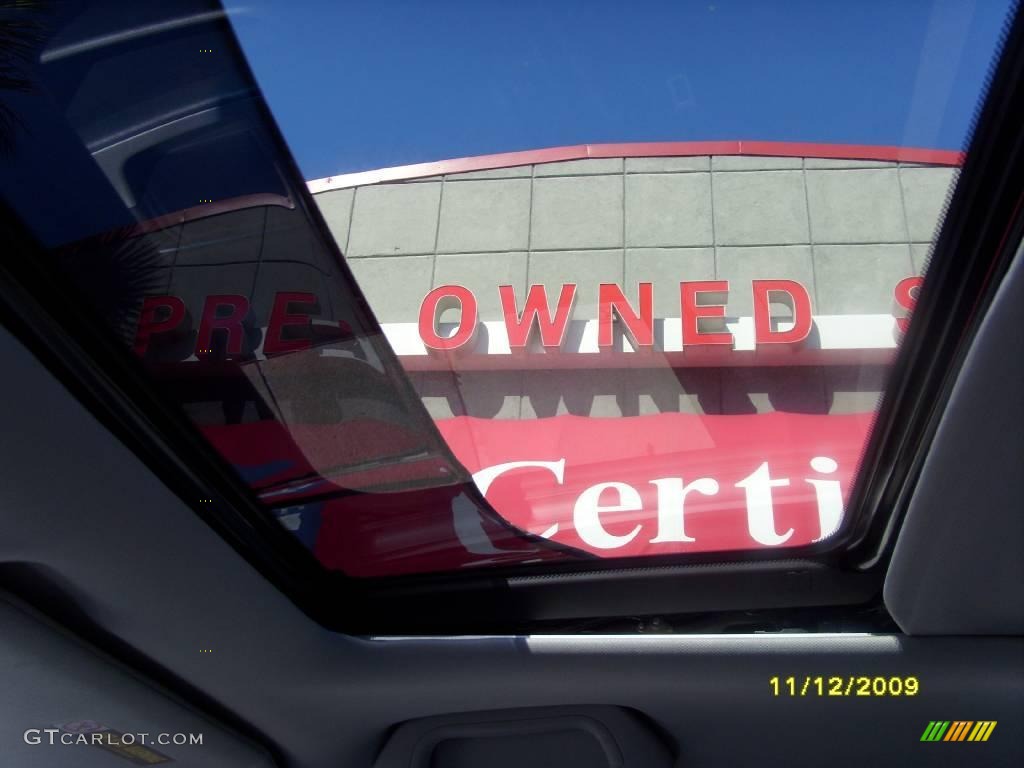 PRE OWNED S
Certi
11/12/2009
GTCARLOT.COM